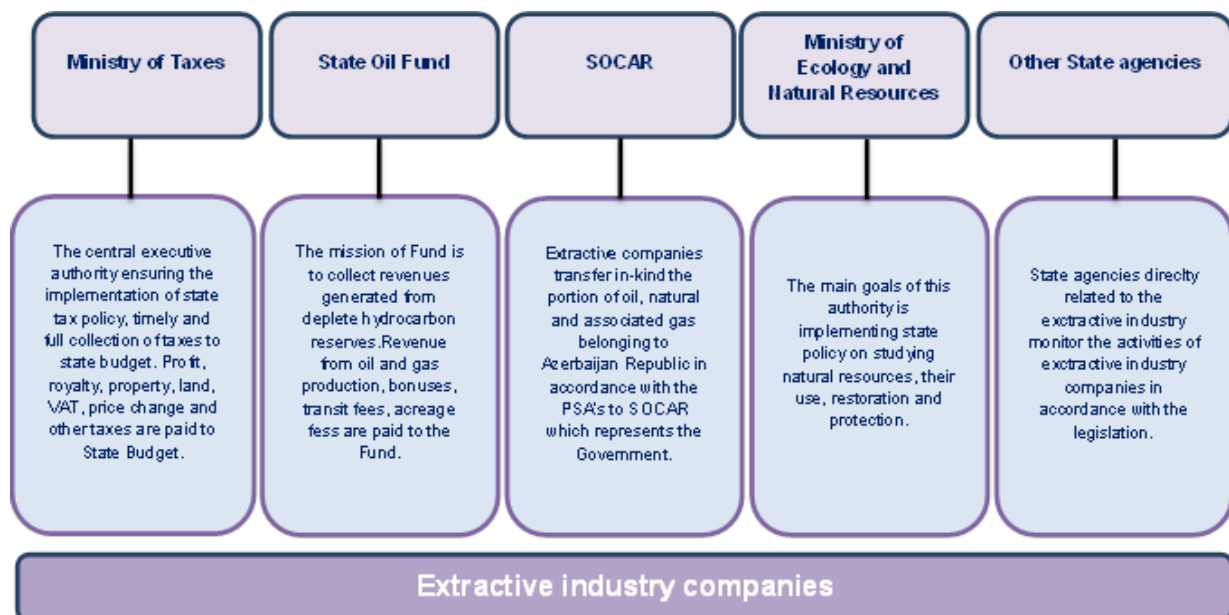 Ministry of Taxes
State Oil Fund
SOCAR
Ministry of
Ecology and
Natural Resources
Other State agencies
The central executive
authority ensuring the
implementation of state
tax policy, timely and
full collection of taxes to
state budget. Profit,
royalty, property, land,
VAT, price change and
other taxes are paid to
State Budget.
The mission of Fund is
to collect revenues
generated from
deplete hydrocarbon
reserves.Revenue
from oil and gas
production, bonuses,
transit fees, acreage
fess are paid to the
Fund.
Extractive companies
transfer in-kind the
portion of oil, natural
and associated gas
belonging to
Azerbaijan Republic in
accordance with the
PSA's to SOCAR
which represents the
Government.
The main goals of this
authority is
implementing state
policy on studying
natural resources, their
use, restoration and
protection.
State agencies direclty
related to the
exctractive industry
monitor the activities of
exctractive industry
companies in
accordance with the
legislation.
Extractive industry companies